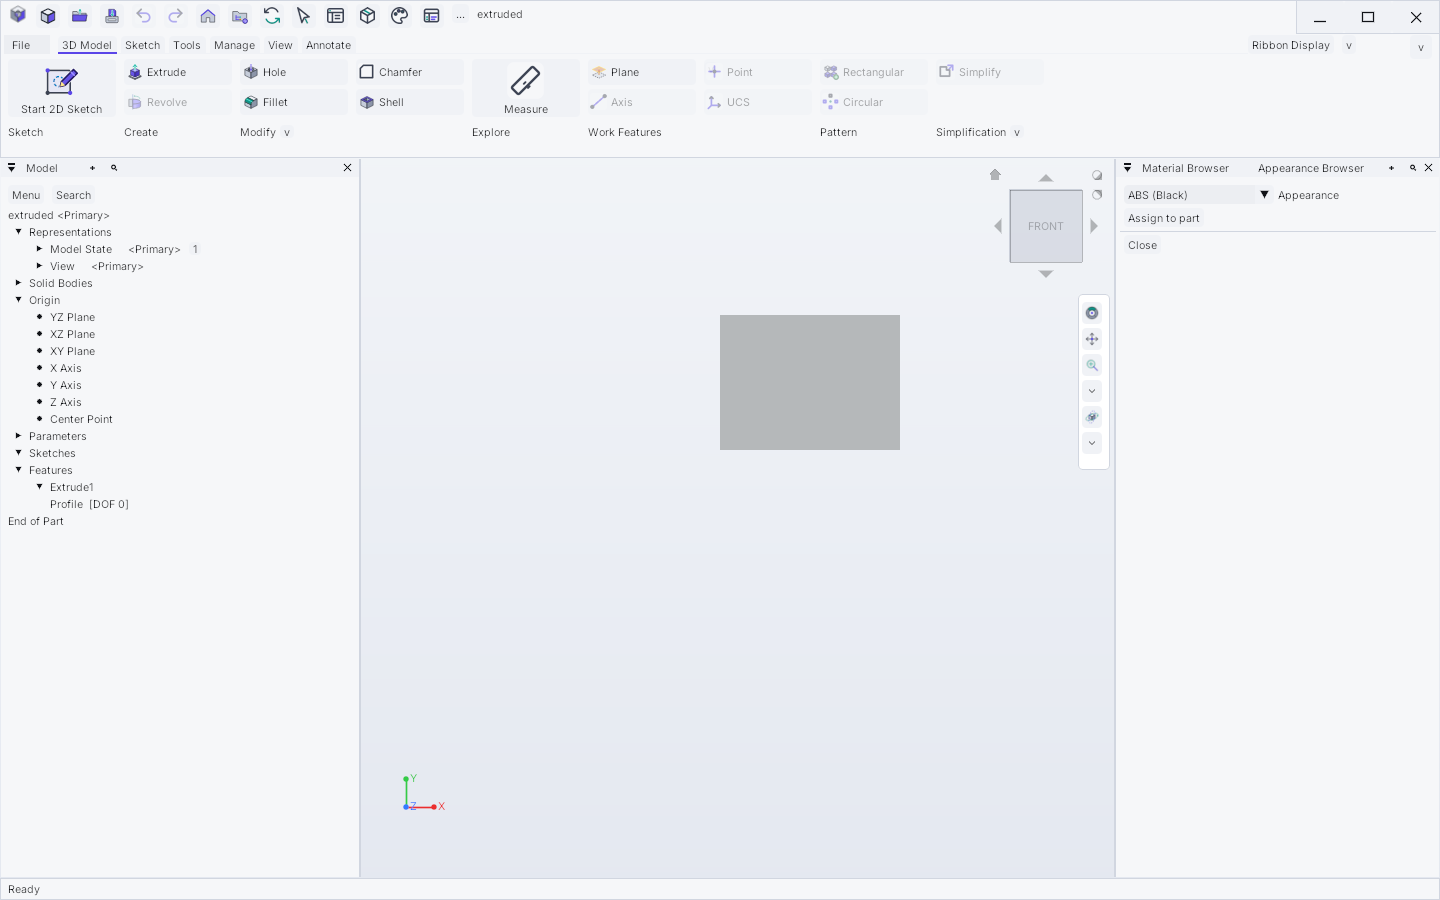 ... extruded
File 3D Model Sketch Tools Manage View Annotate Ribbon Display v v
Start 2D Sketch
Extrude Hole Chamfer Plane Point Rectangular Simplify
Revolve Fillet Shell Measure Axis UCS Circular
Sketch Create Modify v Explore Work Features Pattern Simplification v
Model
Menu Search
extruded <Primary>
Representations
Model State <Primary> 1
View <Primary>
Solid Bodies
Origin
YZ Plane
XZ Plane
XY Plane
X Axis
Y Axis
Z Axis
Center Point
Parameters
Sketches
Features
Extrude1
Profile [DOF 0]
End of Part
FRONT
Y
Z X
Material Browser Appearance Browser
ABS (Black) Appearance
Assign to part
Close
Ready